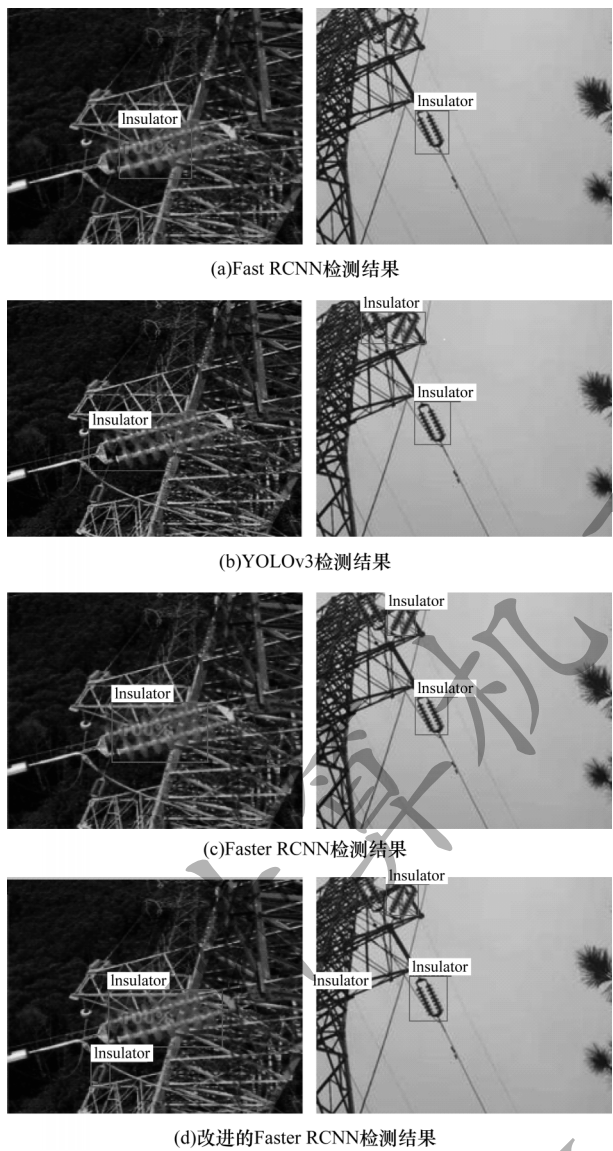 Insulator
Insulator
(a)Fast RCNN检测结果
Insulator
Insulator
Insulator
(b)YOLOv3检测结果
Insulator
Insulator
Insulator
(c)Faster RCNN检测结果
Insulator
Insulator
Insulator
Insulator
Insulator
(d)改进的Faster RCNN检测结果